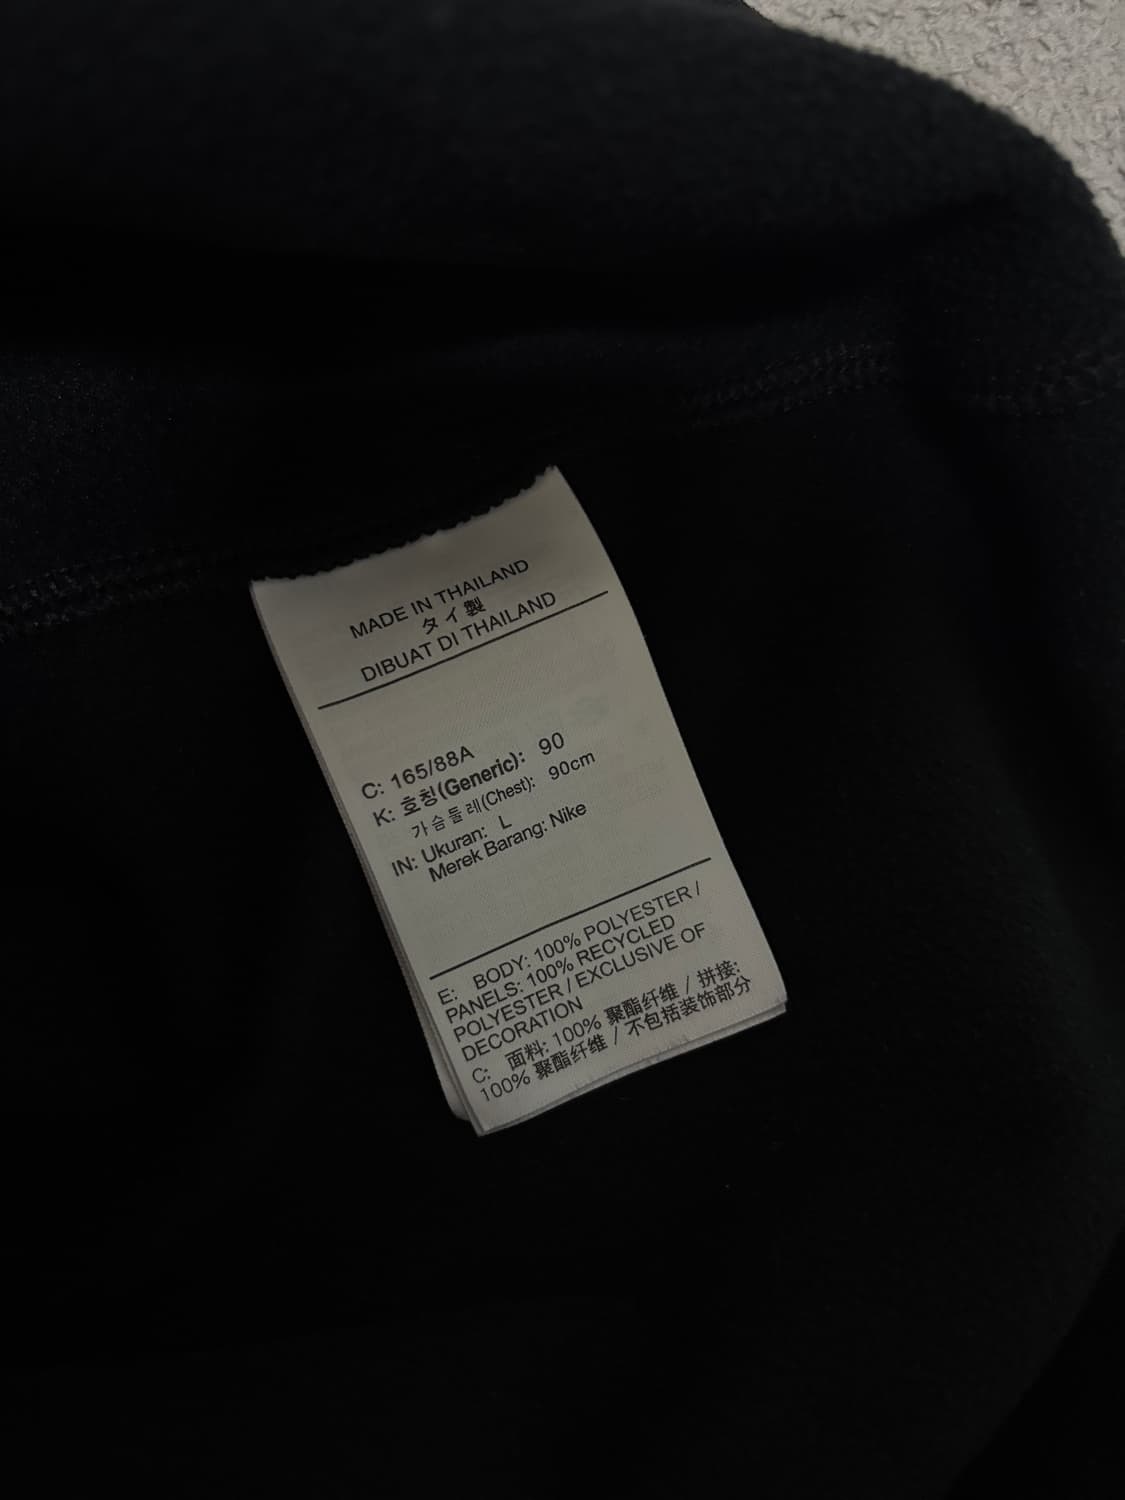 MADE IN THAILAND
タイ製
DIBUAT DI THAILAND
C: 165/88A
K: 호칭(Generic): 90
가슴둘레(Chest): 90cm
IN: Ukuran: L
Merek Barang: Nike
E: BODY: 100% POLYESTER /
PANELS: 100% RECYCLED
POLYESTER / EXCLUSIVE OF
DECORATION
C: 面料: 100% 聚酯纤维 / 拼接:
100% 聚酯纤维 / 不包括装饰部分